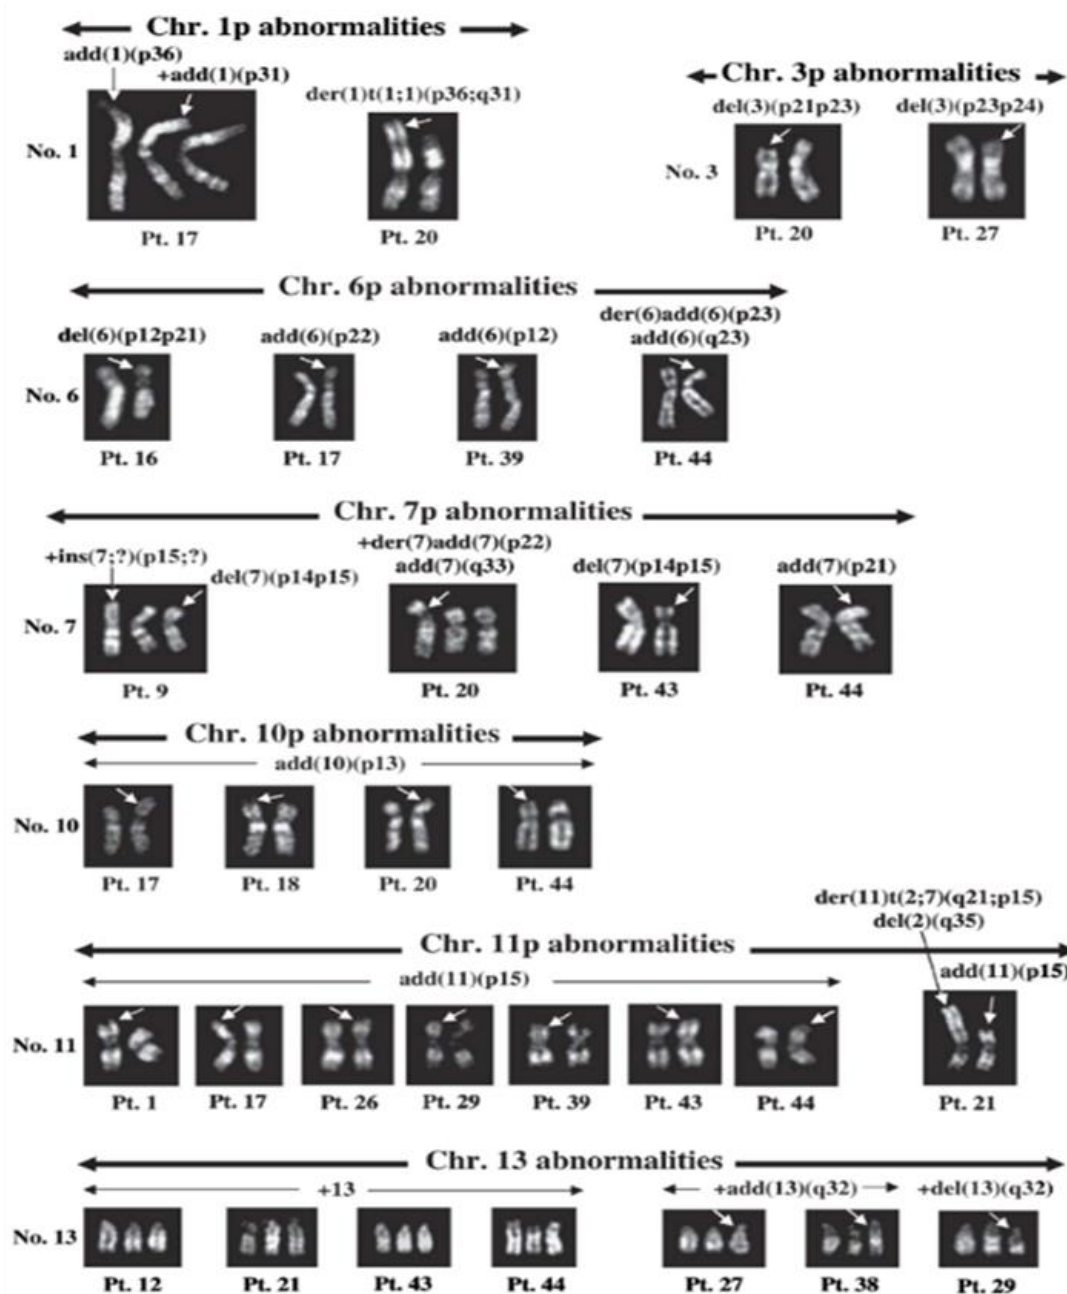 Chr. 1p abnormalities
add(1)(p36)
+add(1)(p31)
der(1)t(1;1)(p36;q31)
No. 1
Pt. 17
Pt. 20
Chr. 3p abnormalities
del(3)(p21p23)
del(3)(p23p24)
No. 3
Pt. 20
Pt. 27
Chr. 6p abnormalities
del(6)(p12p21)
add(6)(p22)
add(6)(p12)
der(6)add(6)(p23)
add(6)(q23)
No. 6
Pt. 16
Pt. 17
Pt. 39
Pt. 44
Chr. 7p abnormalities
+ins(7;?)(p15;?)
del(7)(p14p15)
+der(7)add(7)(p22)
add(7)(q33)
del(7)(p14p15)
add(7)(p21)
No. 7
Pt. 9
Pt. 20
Pt. 43
Pt. 44
Chr. 10p abnormalities
add(10)(p13)
No. 10
Pt. 17
Pt. 18
Pt. 20
Pt. 44
der(11)t(2;7)(q21;p15)
del(2)(q35)
Chr. 11p abnormalities
add(11)(p15)
add(11)(p15)
No. 11
Pt. 1
Pt. 17
Pt. 26
Pt. 29
Pt. 39
Pt. 43
Pt. 44
Pt. 21
Chr. 13 abnormalities
+13
+add(13)(q32)
+del(13)(q32)
No. 13
Pt. 12
Pt. 21
Pt. 43
Pt. 44
Pt. 27
Pt. 38
Pt. 29